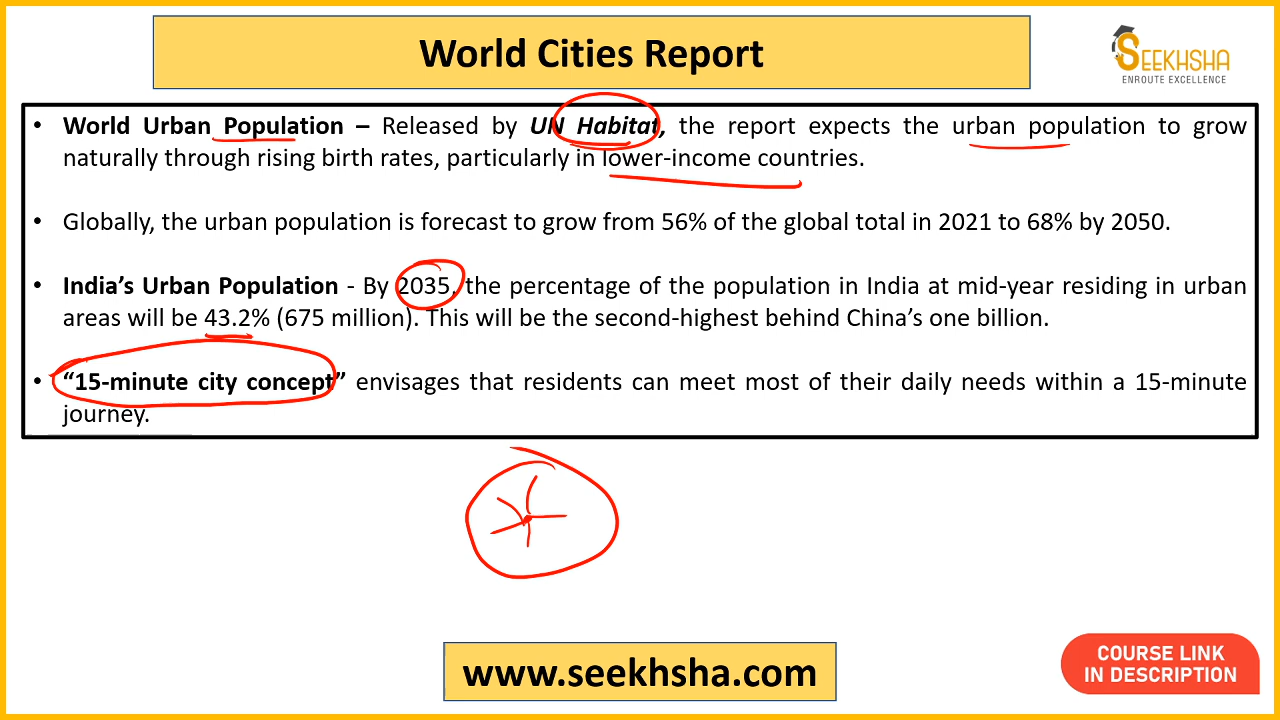 World Cities Report
SEEKHSHA
ENROUTE EXCELLENCE
• World Urban Population – Released by UN Habitat, the report expects the urban population to grow
naturally through rising birth rates, particularly in lower-income countries.
• Globally, the urban population is forecast to grow from 56% of the global total in 2021 to 68% by 2050.
• India’s Urban Population - By 2035, the percentage of the population in India at mid-year residing in urban
areas will be 43.2% (675 million). This will be the second-highest behind China’s one billion.
• “15-minute city concept” envisages that residents can meet most of their daily needs within a 15-minute
journey.
www.seekhsha.com
COURSE LINK
IN DESCRIPTION